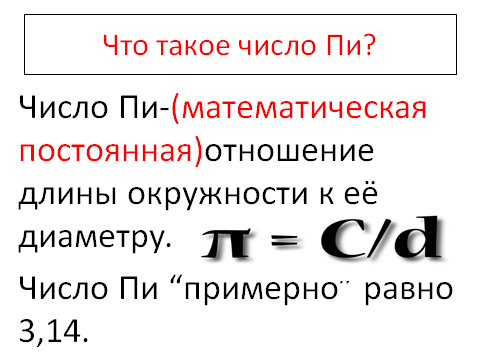 Что такое число Пи?
Число Пи-(математическая
постоянная)отношение
длины окружности к её
диаметру. π = C/d
Число Пи “примерно¨ равно
3,14.